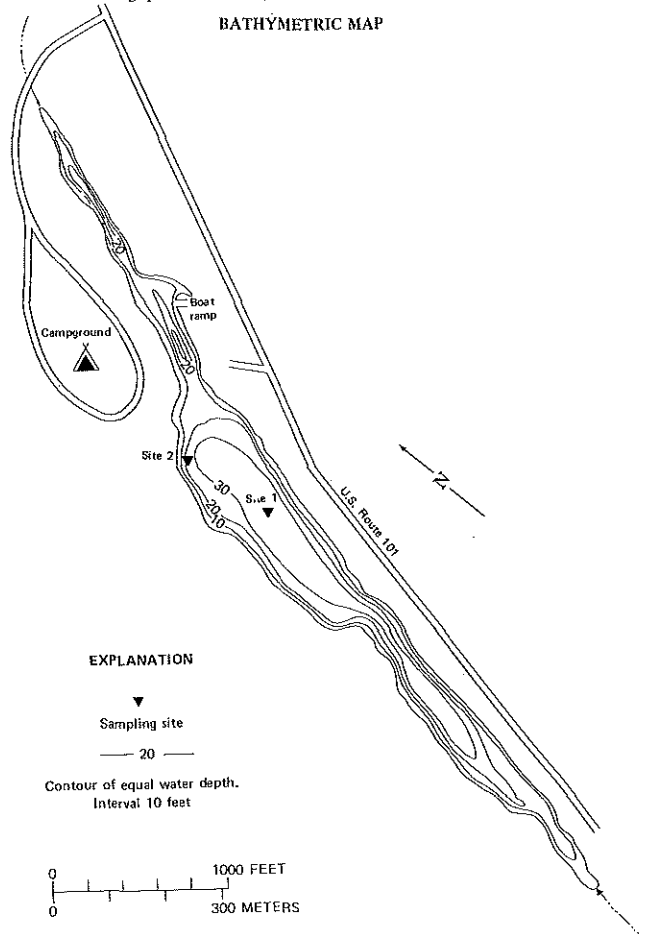 BATHYMETRIC MAP
20
Boat
ramp
Campground
20
Site 2
30
Site 1
20
10
N
U.S. Route 101
EXPLANATION
Sampling site
20
Contour of equal water depth.
Interval 10 feet
0 1000 FEET
0 300 METERS